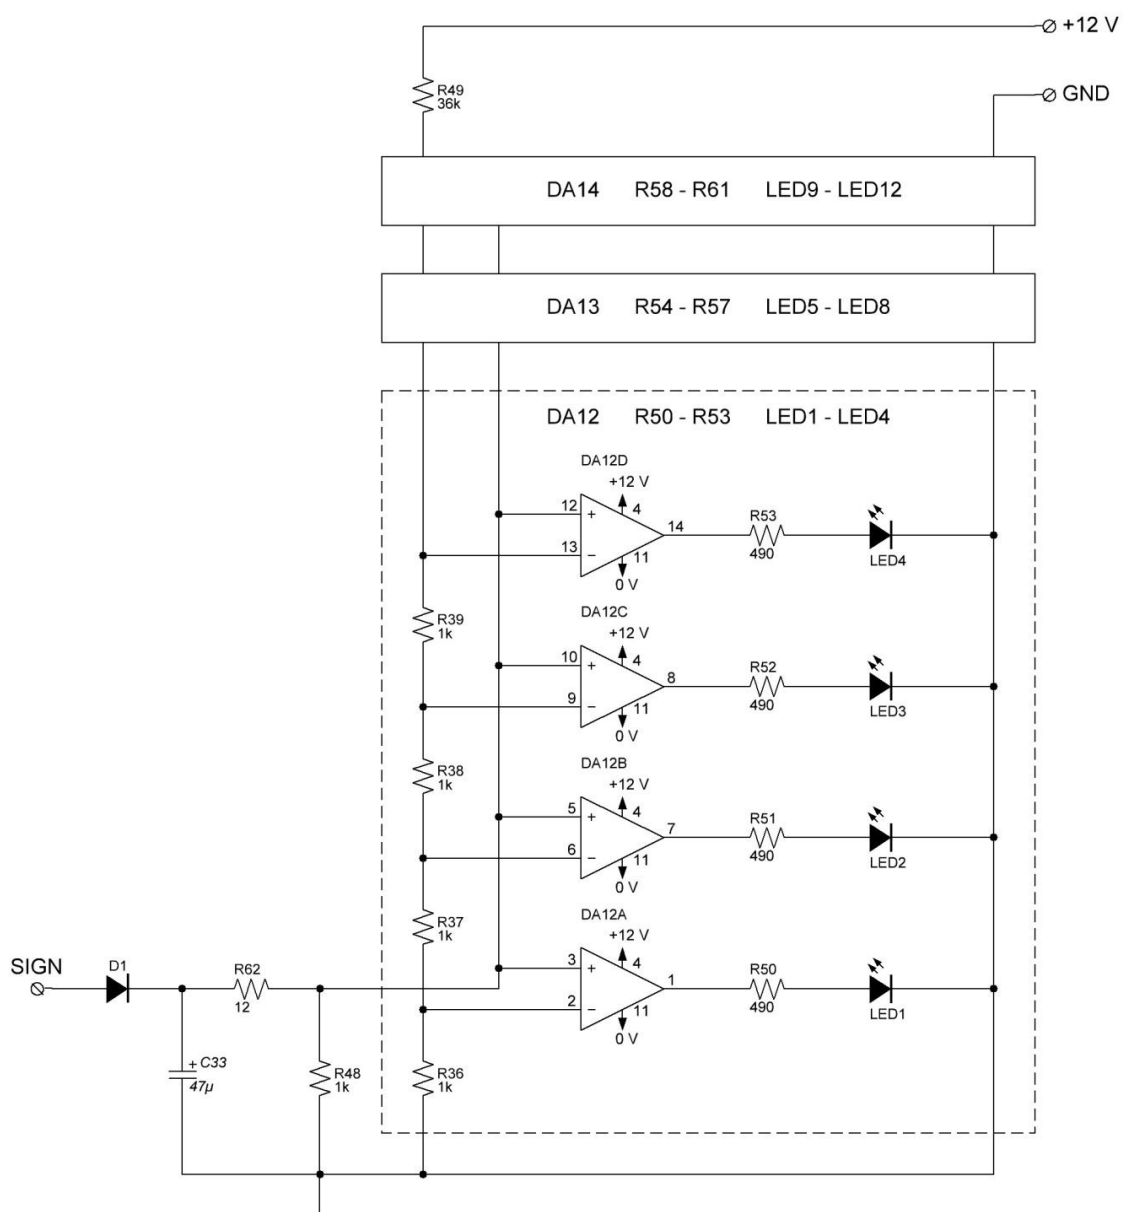 +12 V
R49
36k
GND
DA14 R58 - R61 LED9 - LED12
DA13 R54 - R57 LED5 - LED8
DA12 R50 - R53 LED1 - LED4
DA12D
+12 V
12 + 4
13 − 11
14
0 V
R53
490
LED4
R39
1k
DA12C
+12 V
10 + 4
9 − 11
8
0 V
R52
490
LED3
R38
1k
DA12B
+12 V
5 + 4
6 − 11
7
0 V
R51
490
LED2
R37
1k
DA12A
+12 V
3 + 4
2 − 11
1
0 V
R50
490
LED1
SIGN
D1
R62
12
+ C33
47μ
R48
1k
R36
1k